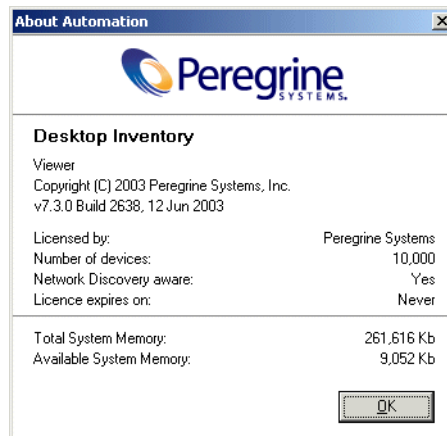 About Automation
Peregrine
SYSTEMS.
Desktop Inventory
Viewer
Copyright (C) 2003 Peregrine Systems, Inc.
v7.3.0 Build 2638, 12 Jun 2003
Licensed by: Peregrine Systems
Number of devices: 10,000
Network Discovery aware: Yes
Licence expires on: Never
Total System Memory: 261,616 Kb
Available System Memory: 9,052 Kb
OK